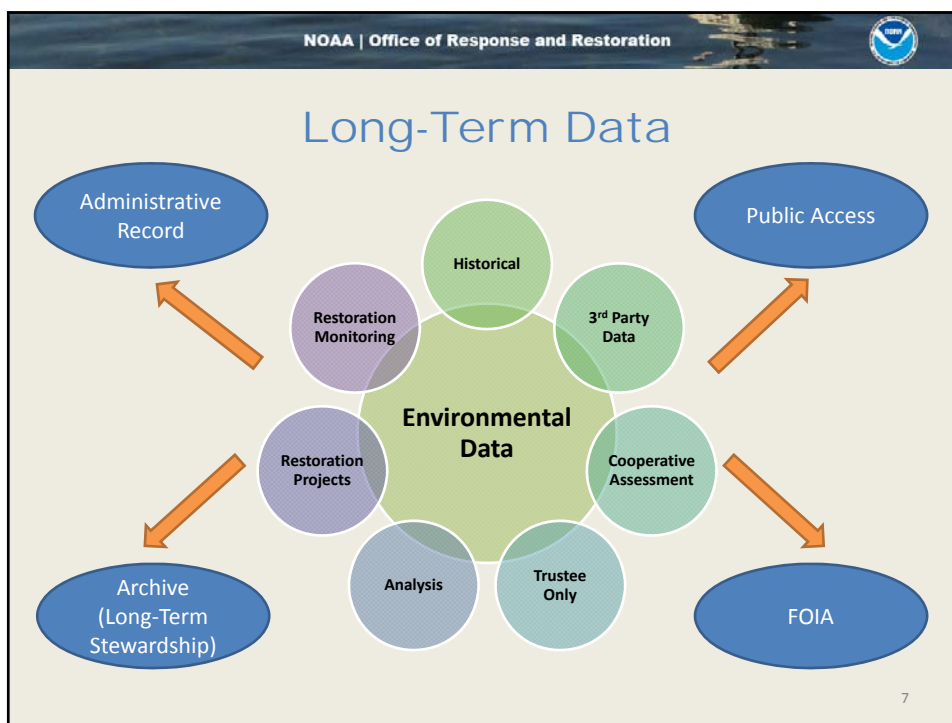 NOAA | Office of Response and Restoration
NOAA
Long-Term Data
Administrative
Record
Public Access
Historical
Restoration
Monitoring
3rd Party
Data
Environmental
Data
Restoration
Projects
Cooperative
Assessment
Analysis
Trustee
Only
Archive
(Long-Term
Stewardship)
FOIA
7